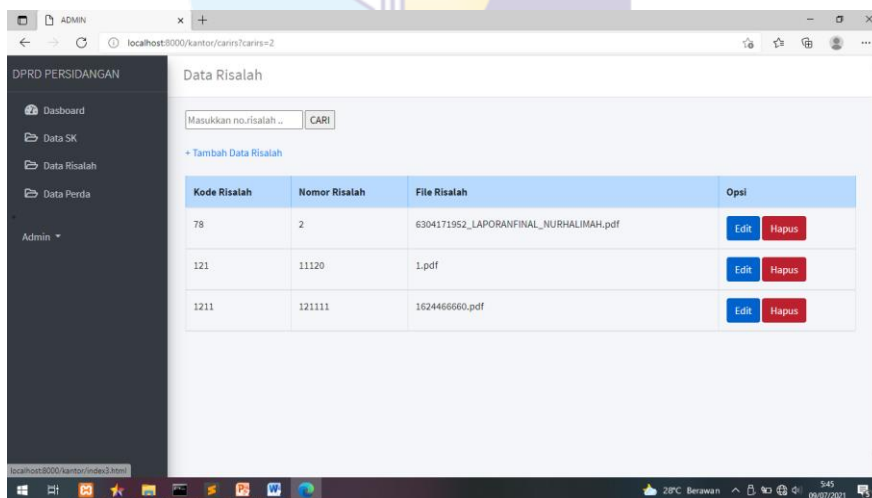 ADMIN
localhost:8000/kantor/carirs?carirs=2
DPRD PERSIDANGAN
Data Risalah
Dasboard
Data SK
Data Risalah
Data Perda
Admin
Masukkan no.risalah .. CARI
+ Tambah Data Risalah
Kode Risalah Nomor Risalah File Risalah Opsi
78 2 6304171952_LAPORANFINAL_NURHALIMAH.pdf Edit Hapus
121 11120 1.pdf Edit Hapus
1211 121111 1624466660.pdf Edit Hapus
localhost:8000/kantor/index3.html
28°C Berawan
5:45
09/07/2021